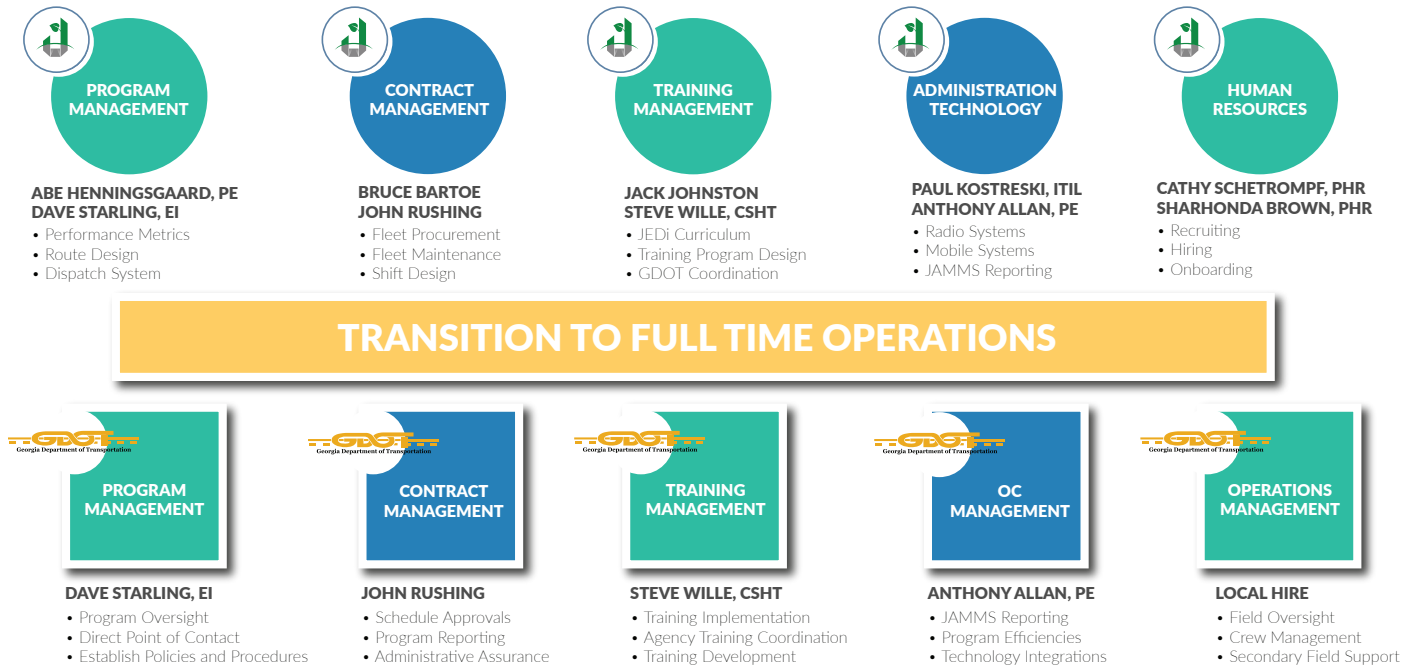 PROGRAM
MANAGEMENT
ABE HENNINGSGAARD, PE
DAVE STARLING, EI
• Performance Metrics
• Route Design
• Dispatch System
CONTRACT
MANAGEMENT
BRUCE BARTOE
JOHN RUSHING
• Fleet Procurement
• Fleet Maintenance
• Shift Design
TRAINING
MANAGEMENT
JACK JOHNSTON
STEVE WILLE, CSHT
• JEDi Curriculum
• Training Program Design
• GDOT Coordination
ADMINISTRATION
TECHNOLOGY
PAUL KOSTRESKI, ITIL
ANTHONY ALLAN, PE
• Radio Systems
• Mobile Systems
• JAMMS Reporting
HUMAN
RESOURCES
CATHY SCHETROMPF, PHR
SHARHONDA BROWN, PHR
• Recruiting
• Hiring
• Onboarding
TRANSITION TO FULL TIME OPERATIONS
GDOT
Georgia Department of Transportation
PROGRAM
MANAGEMENT
DAVE STARLING, EI
• Program Oversight
• Direct Point of Contact
• Establish Policies and Procedures
GDOT
Georgia Department of Transportation
CONTRACT
MANAGEMENT
JOHN RUSHING
• Schedule Approvals
• Program Reporting
• Administrative Assurance
GDOT
Georgia Department of Transportation
TRAINING
MANAGEMENT
STEVE WILLE, CSHT
• Training Implementation
• Agency Training Coordination
• Training Development
GDOT
Georgia Department of Transportation
OC
MANAGEMENT
ANTHONY ALLAN, PE
• JAMMS Reporting
• Program Efficiencies
• Technology Integrations
GDOT
Georgia Department of Transportation
OPERATIONS
MANAGEMENT
LOCAL HIRE
• Field Oversight
• Crew Management
• Secondary Field Support